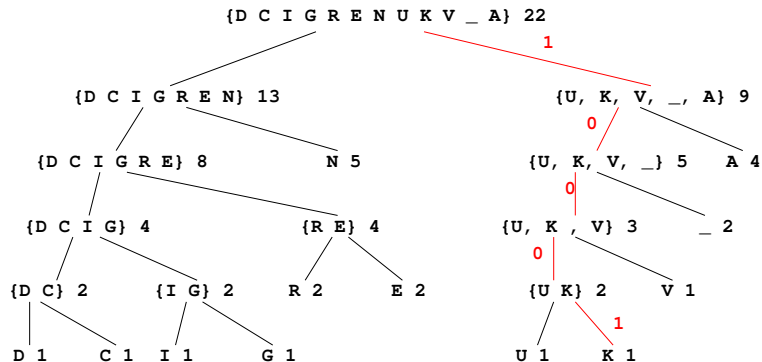 {D C I G R E N U K V _ A} 22
1
{D C I G R E N} 13 {U, K, V, _, A} 9
0
{D C I G R E} 8 N 5 {U, K, V, _} 5 A 4
0
{D C I G} 4 {R E} 4 {U, K , V} 3 _ 2
0
{D C} 2 {I G} 2 R 2 E 2 {U K} 2 V 1
1
D 1 C 1 I 1 G 1 U 1 K 1